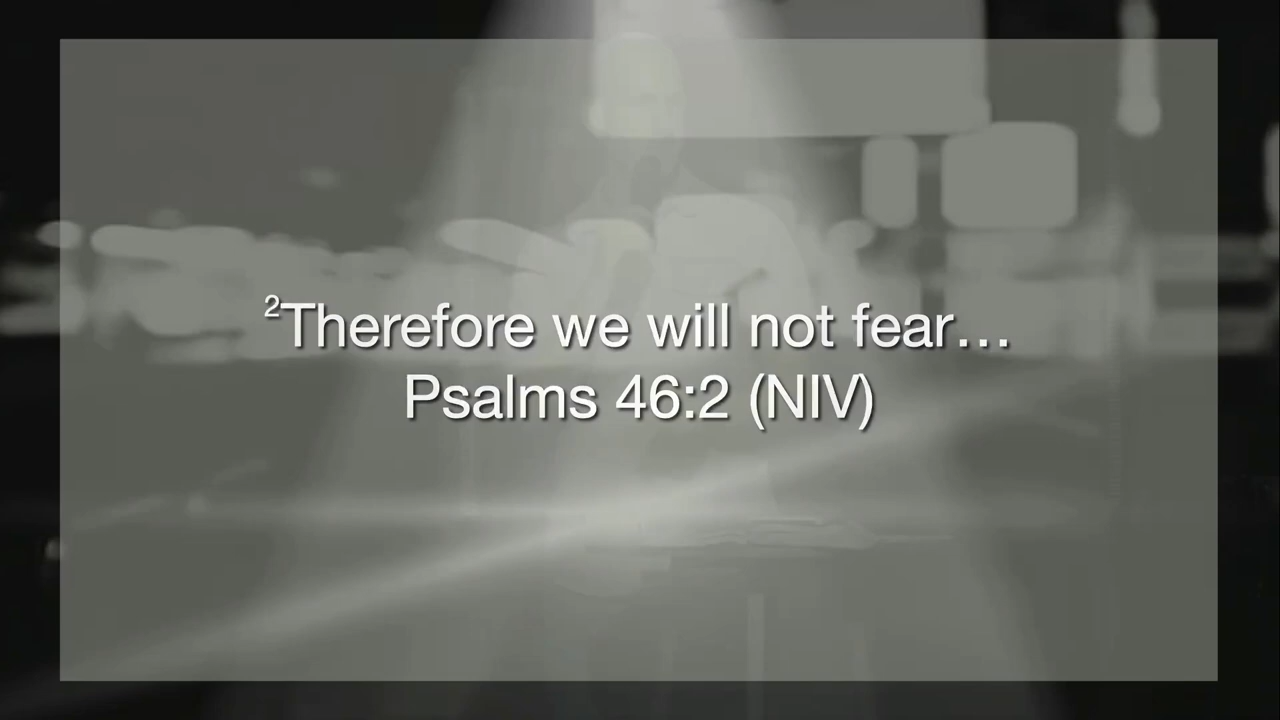 ²Therefore we will not fear…
Psalms 46:2 (NIV)